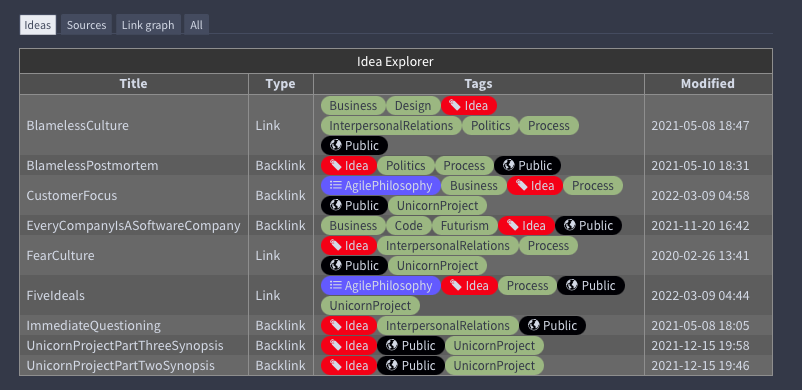 Ideas Sources Link graph All
Idea Explorer
Title Type Tags Modified
Business Design Idea
BlamelessCulture Link InterpersonalRelations Politics Process 2021-05-08 18:47
Public
BlamelessPostmortem Backlink Idea Politics Process Public 2021-05-10 18:31
AgilePhilosophy Business Idea Process
CustomerFocus Backlink 2022-03-09 04:58
Public UnicornProject
EveryCompanyIsASoftwareCompany Backlink Business Code Futurism Idea Public 2021-11-20 16:42
Idea InterpersonalRelations Process
FearCulture Link 2020-02-26 13:41
Public UnicornProject
AgilePhilosophy Idea Process Public
FiveIdeals Link 2022-03-09 04:44
UnicornProject
ImmediateQuestioning Backlink Idea InterpersonalRelations Public 2021-05-08 18:05
UnicornProjectPartThreeSynopsis Backlink Idea Public UnicornProject 2021-12-15 19:58
UnicornProjectPartTwoSynopsis Backlink Idea Public UnicornProject 2021-12-15 19:46